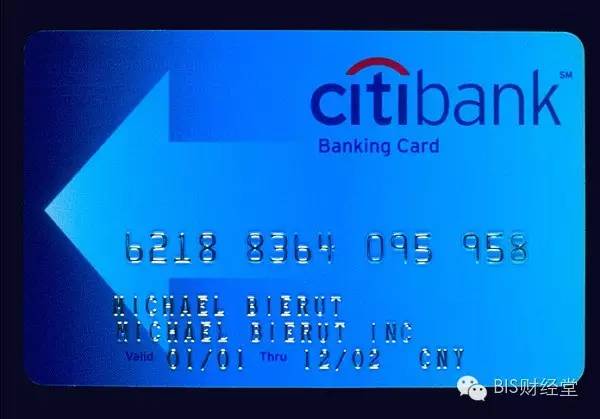 citibank SM
Banking Card
6218 8364 095 958
MICHAEL BIERUT
MICHAEL BIERUT INC
Valid 01/01 Thru 12/02 CNY
BIS财经堂